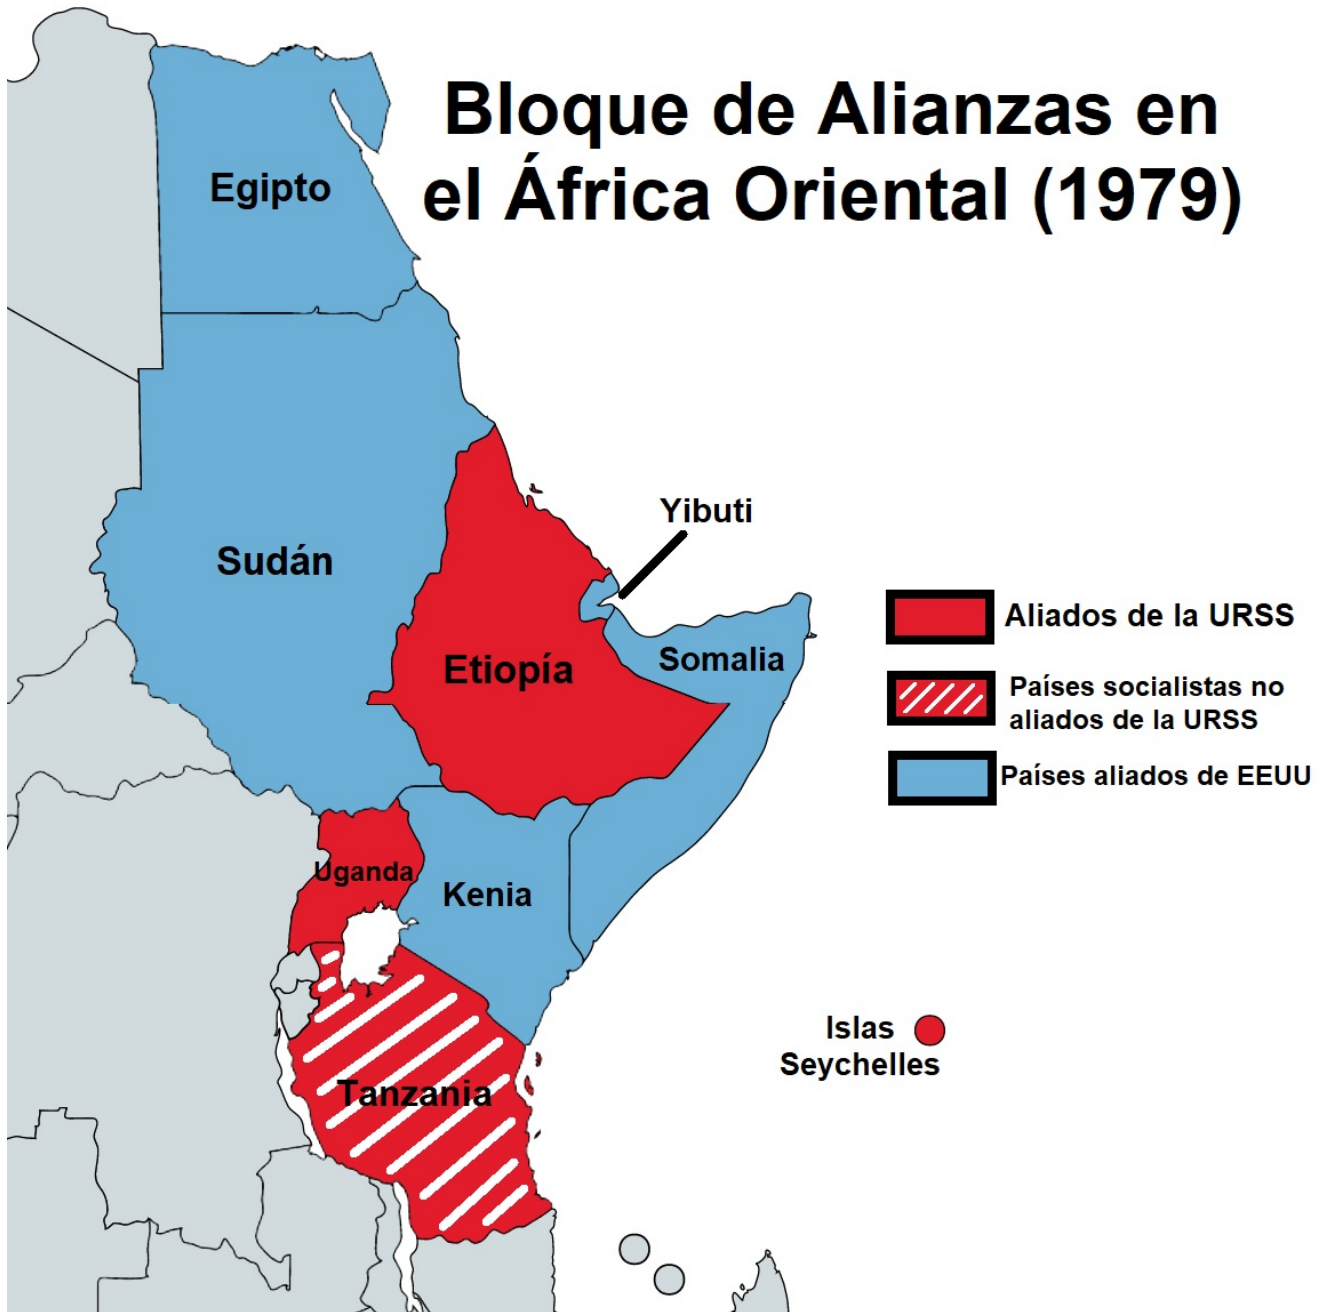 Bloque de Alianzas en
el África Oriental (1979)
Egipto
Yibuti
Sudán
Aliados de la URSS
Etiopía
Somalia
Países socialistas no
aliados de la URSS
Países aliados de EEUU
Uganda
Kenia
Islas
Seychelles
Tanzania